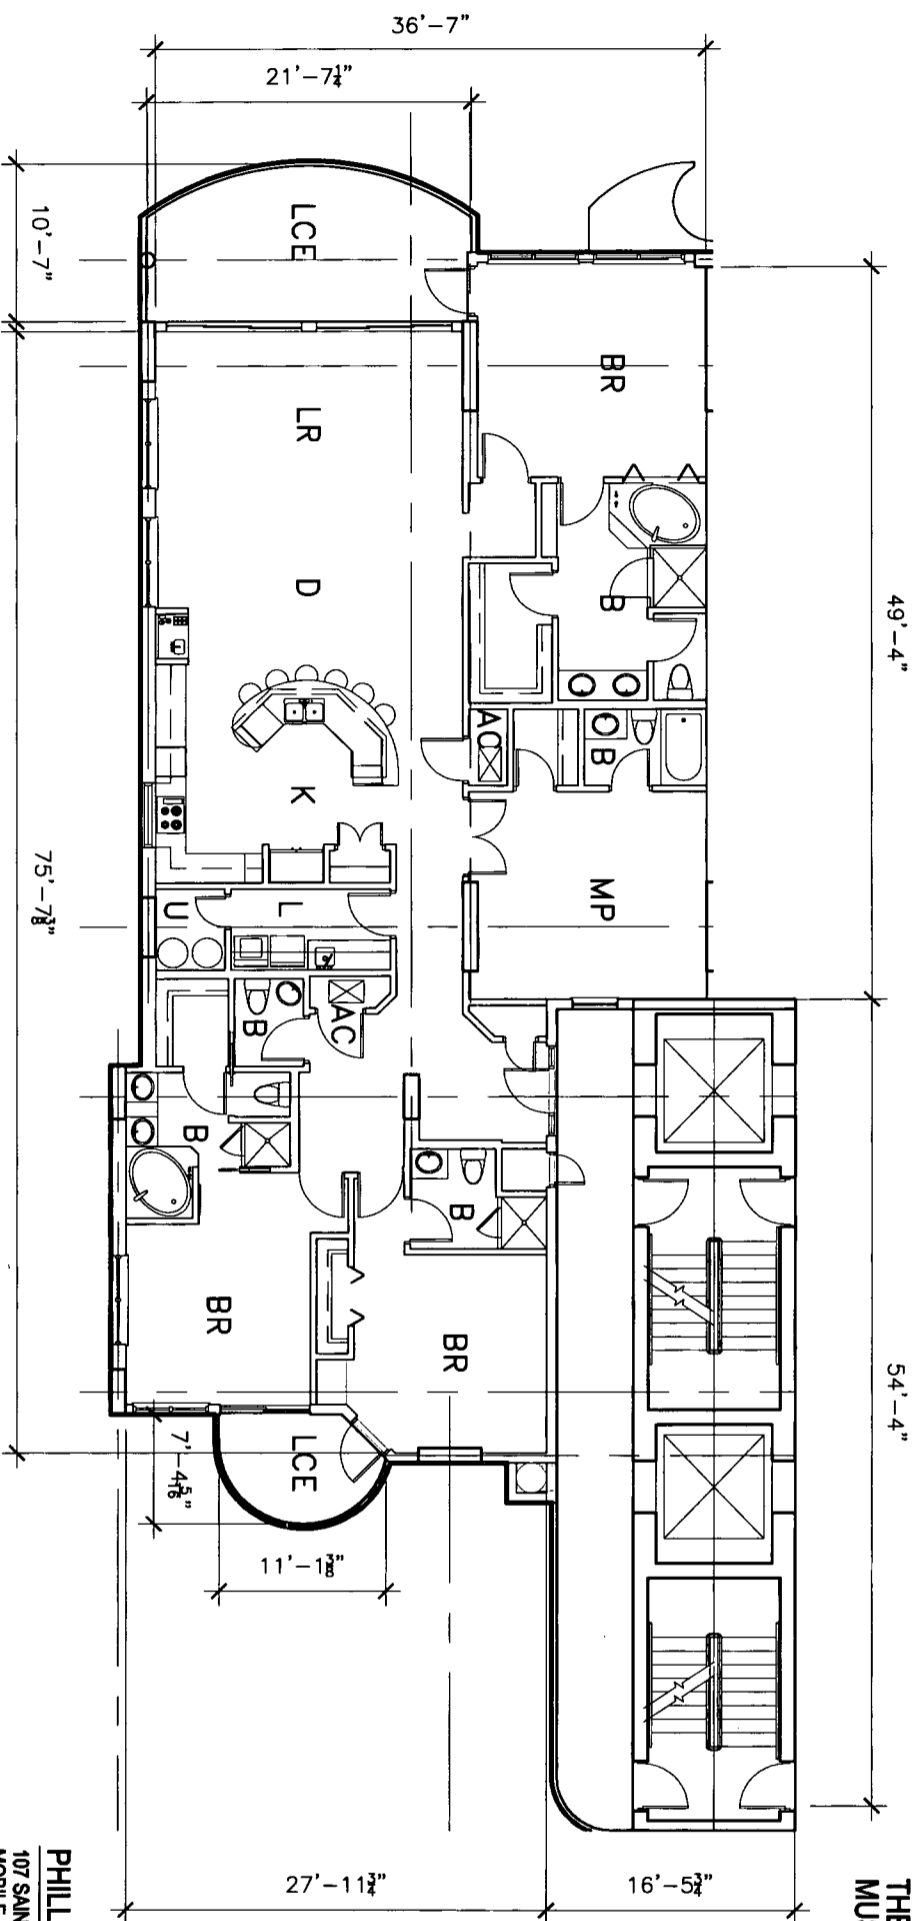 36'-7"
21'-7¼"
10'-7"
49'-4"
54'-4"
75'-7⅜"
LCE
BR
LR
D
B
AC
B
K
MP
U
L
B
AC
B
B
BR
BR
LCE
7'-4 5/16"
11'-1⅜"
27'-11¾"
16'-5¾"
THE
MUS
PHILL
107 SAIN
MOBILE